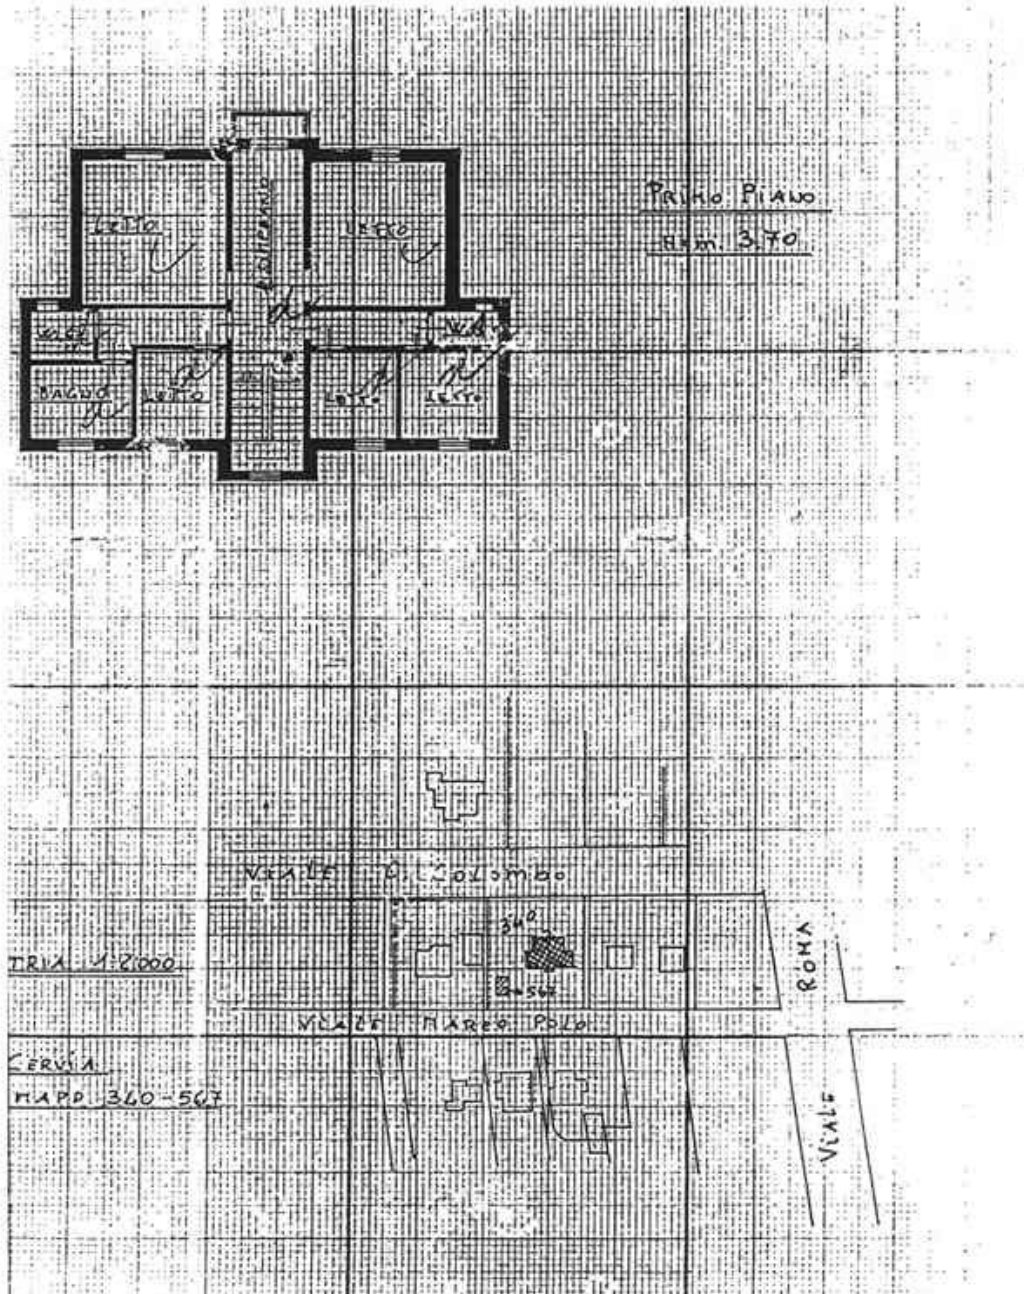 PRIMO PIANO
H=m. 3.70
LETTO
DISIMPEGNO
LETTO
W.C.
BAGNO
LETTO
LETTO
LETTO
VIALE C. COLOMBO
340
567
ROMA
TRIA 1:2000
VIALE MARCO POLO
CERVIA
MAPP. 340-567
VIALE